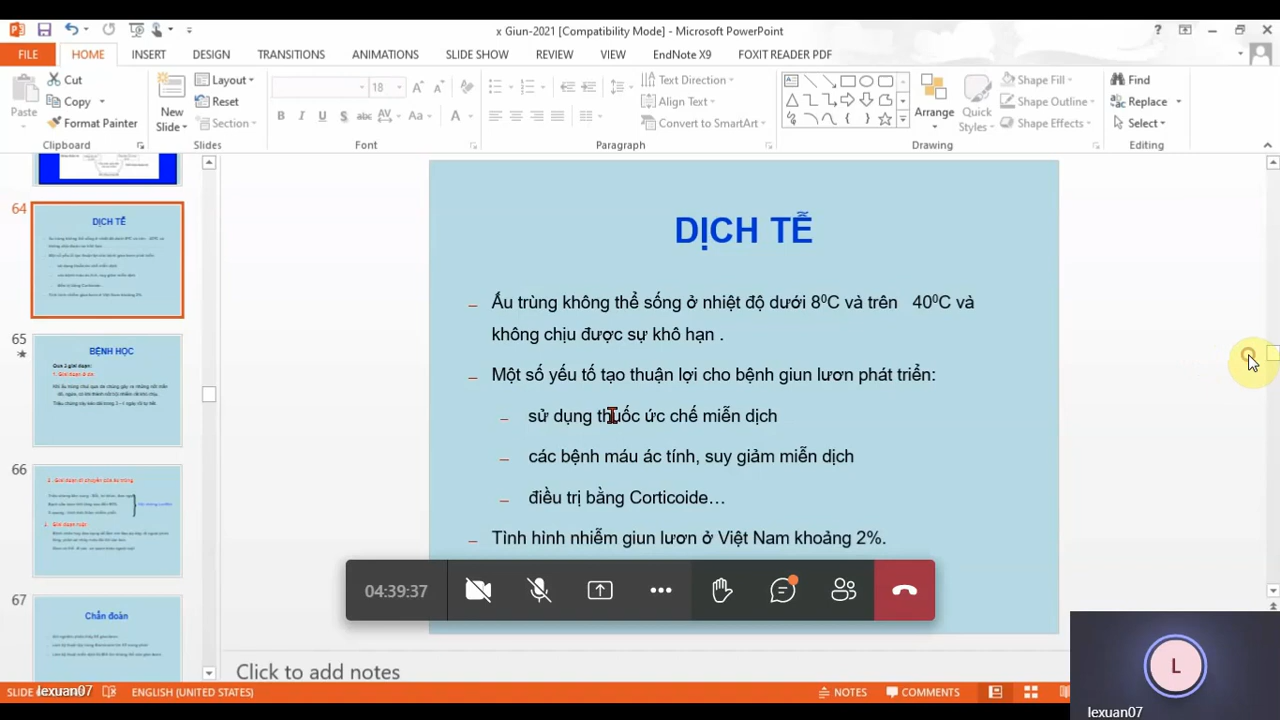 x Giun-2021 [Compatibility Mode] - Microsoft PowerPoint
FILE HOME INSERT DESIGN TRANSITIONS ANIMATIONS SLIDE SHOW REVIEW VIEW EndNote X9 FOXIT READER PDF
Paste
Cut
Copy
Format Painter
Clipboard
New Slide
Layout
Reset
Section
Slides
18
B I U S abc AV Aa A
Font
Text Direction
Align Text
Convert to SmartArt
Paragraph
Arrange
Quick Styles
Shape Fill
Shape Outline
Shape Effects
Drawing
Find
Replace
Select
Editing
64
DỊCH TỄ
65
BỆNH HỌC
66
67
Chẩn đoán
DỊCH TỄ
– Ấu trùng không thể sống ở nhiệt độ dưới 8⁰C và trên 40⁰C và
không chịu được sự khô hạn .
– Một số yếu tố tạo thuận lợi cho bệnh giun lươn phát triển:
– sử dụng thuốc ức chế miễn dịch
– các bệnh máu ác tính, suy giảm miễn dịch
– điều trị bằng Corticoide…
– Tình hình nhiễm giun lươn ở Việt Nam khoảng 2%.
04:39:37
Click to add notes
L
lexuan07
SLIDE
lexuan07
ENGLISH (UNITED STATES)
NOTES
COMMENTS